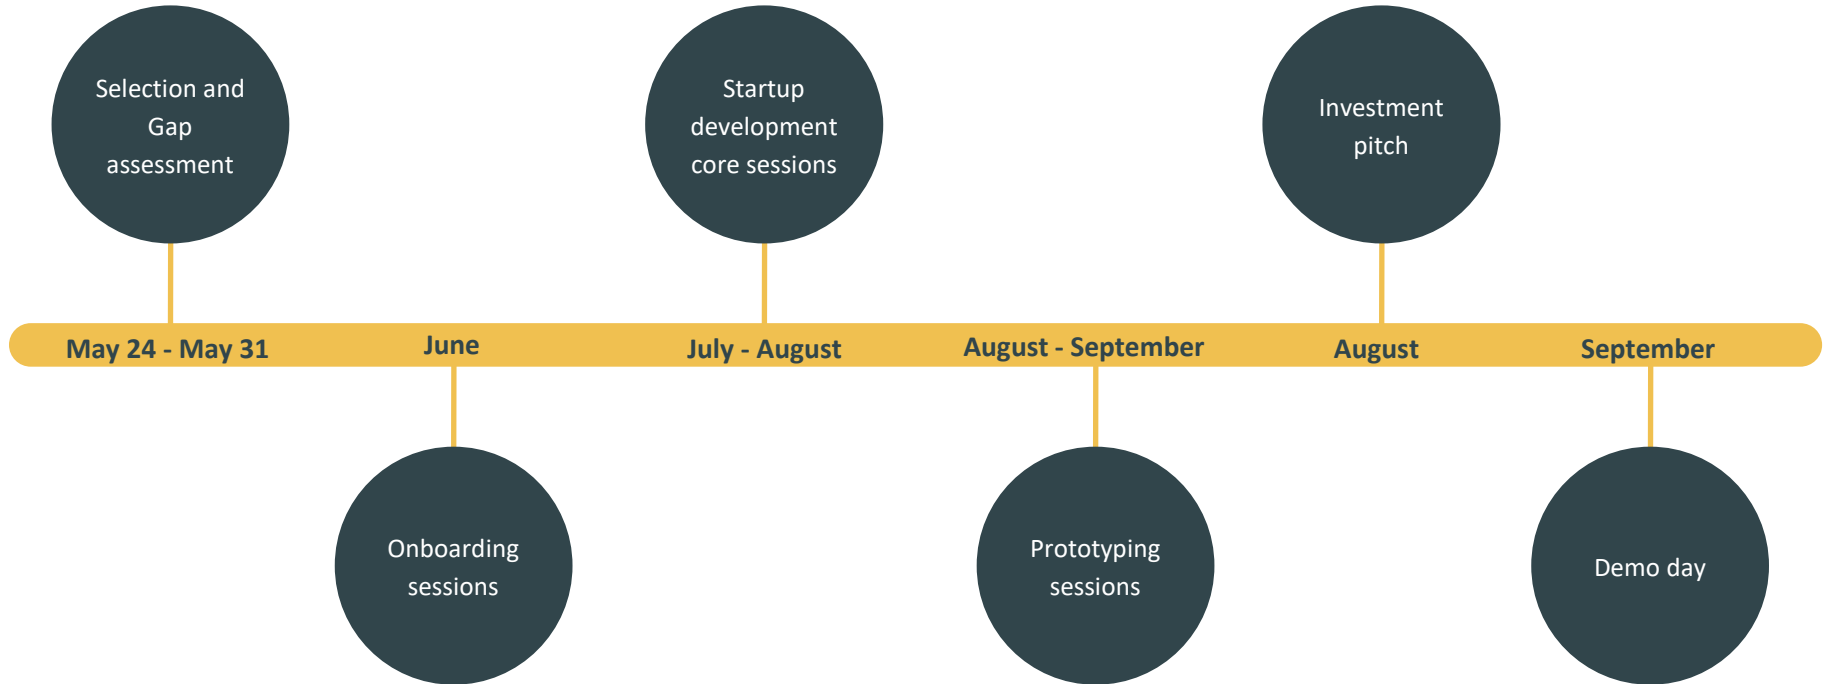 Selection and
Gap
assessment
Startup
development
core sessions
Investment
pitch
May 24 - May 31
June
July - August
August - September
August
September
Onboarding
sessions
Prototyping
sessions
Demo day